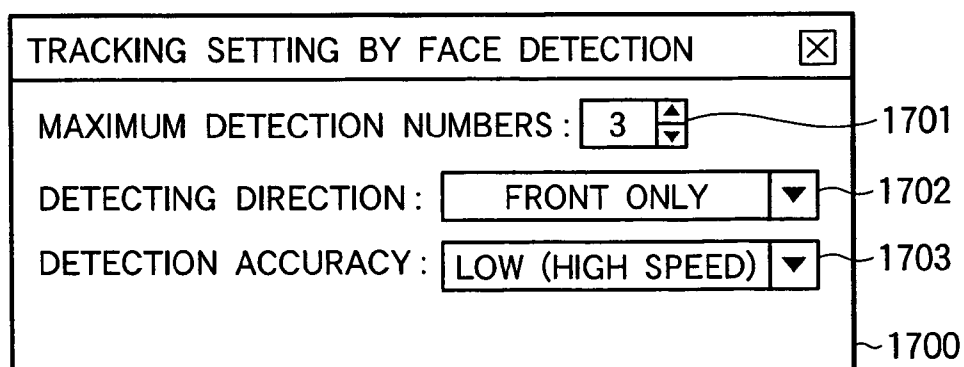 TRACKING SETTING BY FACE DETECTION
MAXIMUM DETECTION NUMBERS : 3 1701
DETECTING DIRECTION : FRONT ONLY 1702
DETECTION ACCURACY : LOW (HIGH SPEED) 1703
1700